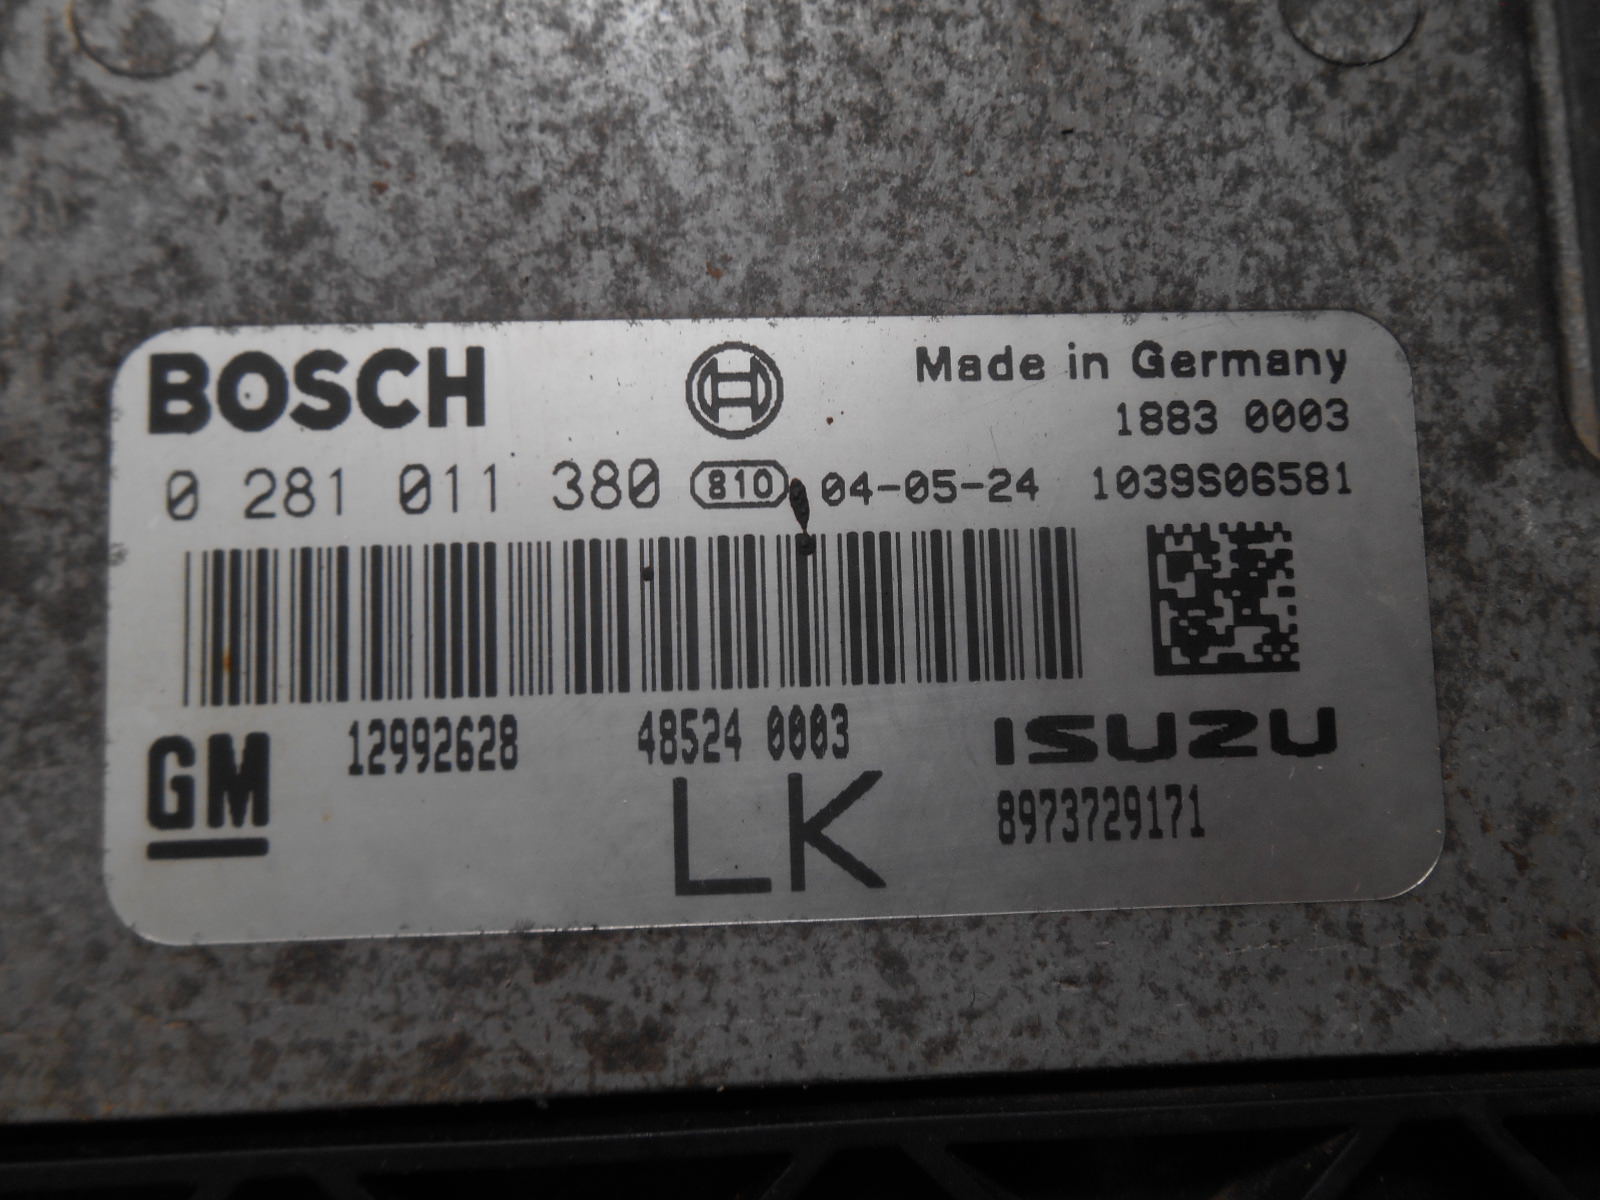 BOSCH
Made in Germany
1883 0003
0 281 011 380 810 04-05-24 1039S06581
GM 12992628 48524 0003 ISUZU
LK 8973729171